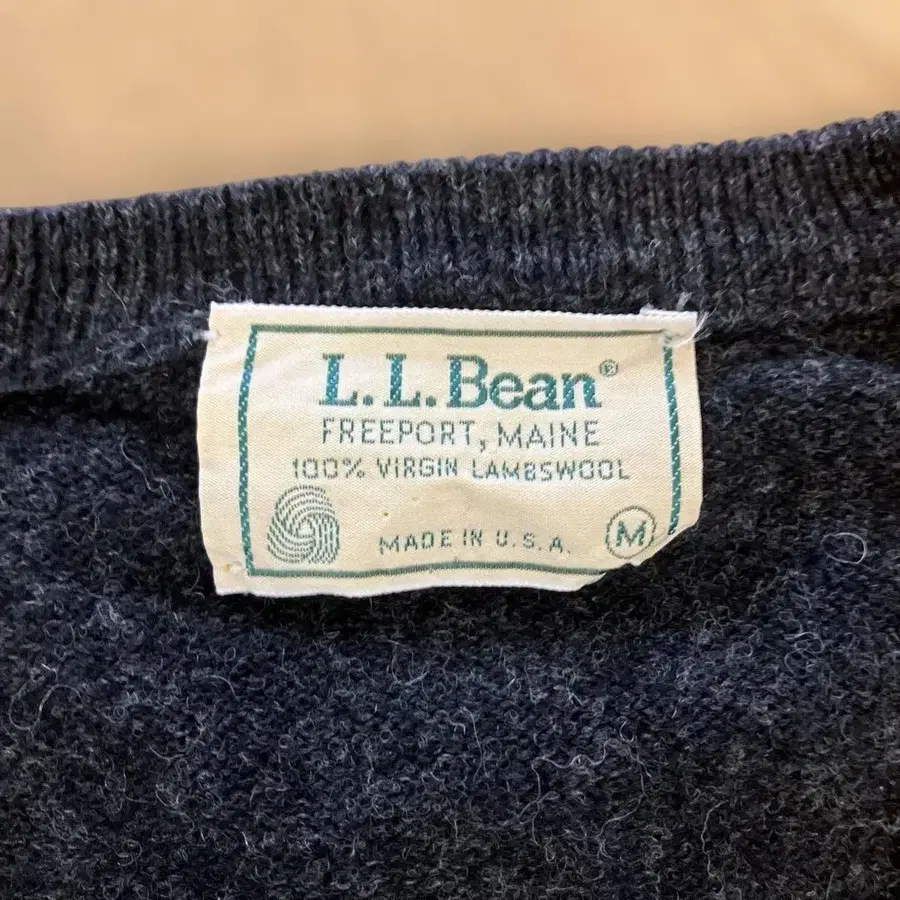 L.L.Bean®
FREEPORT, MAINE
100% VIRGIN LAMBSWOOL
MADE IN U.S.A.
M